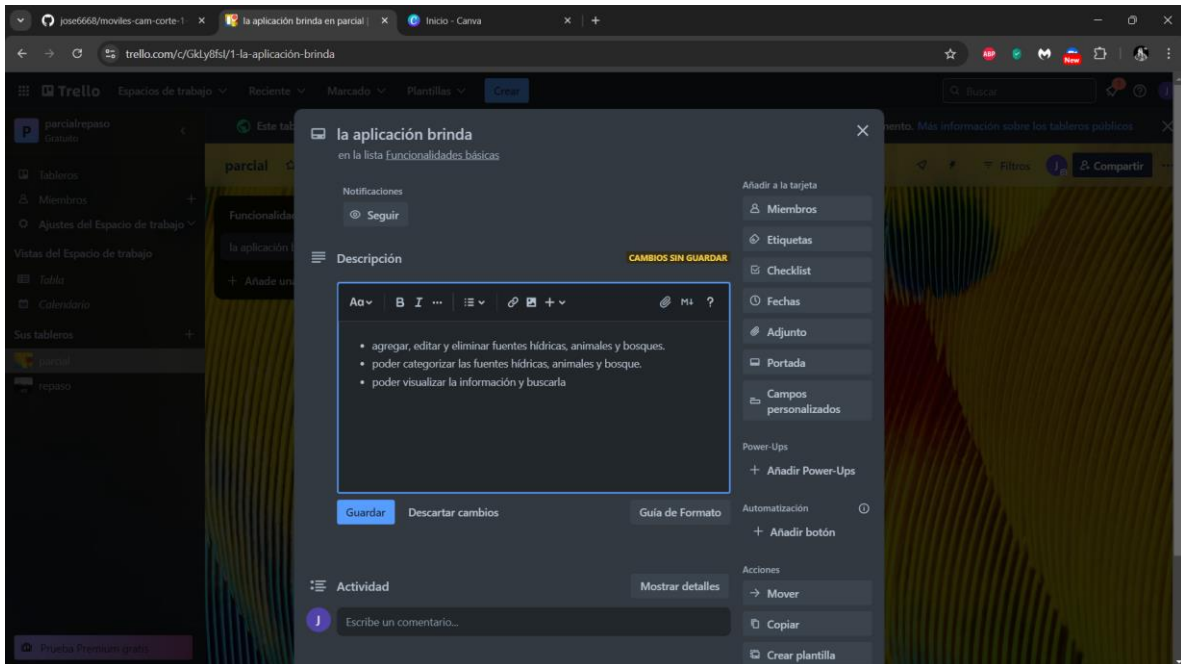 jose6668/moviles-cam-corte-1-
la aplicación brinda en parcial |
Inicio - Canva
trello.com/c/GkLy8fsl/1-la-aplicación-brinda
ABP
New
Trello
Espacios de trabajo
Reciente
Marcado
Plantillas
Crear
Buscar
P
parcialrepaso
Gratuito
Este tab
mento. Más información sobre los tableros públicos
parcial
Filtros
J
Compartir
Tableros
Miembros
Ajustes del Espacio de trabajo
Vistas del Espacio de trabajo
Tabla
Calendario
Sus tableros
parcial
repaso
Prueba Premium gratis
Funcionalidad
la aplicación b
Añade una
la aplicación brinda
en la lista Funcionalidades básicas
Notificaciones
Seguir
Descripción
CAMBIOS SIN GUARDAR
Aa B I ... M↓ ?
• agregar, editar y eliminar fuentes hídricas, animales y bosques.
• poder categorizar las fuentes hídricas, animales y bosque.
• poder visualizar la información y buscarla
Guardar
Descartar cambios
Guía de Formato
Actividad
Mostrar detalles
J
Escribe un comentario...
Añadir a la tarjeta
Miembros
Etiquetas
Checklist
Fechas
Adjunto
Portada
Campos
personalizados
Power-Ups
+ Añadir Power-Ups
Automatización
+ Añadir botón
Acciones
Mover
Copiar
Crear plantilla